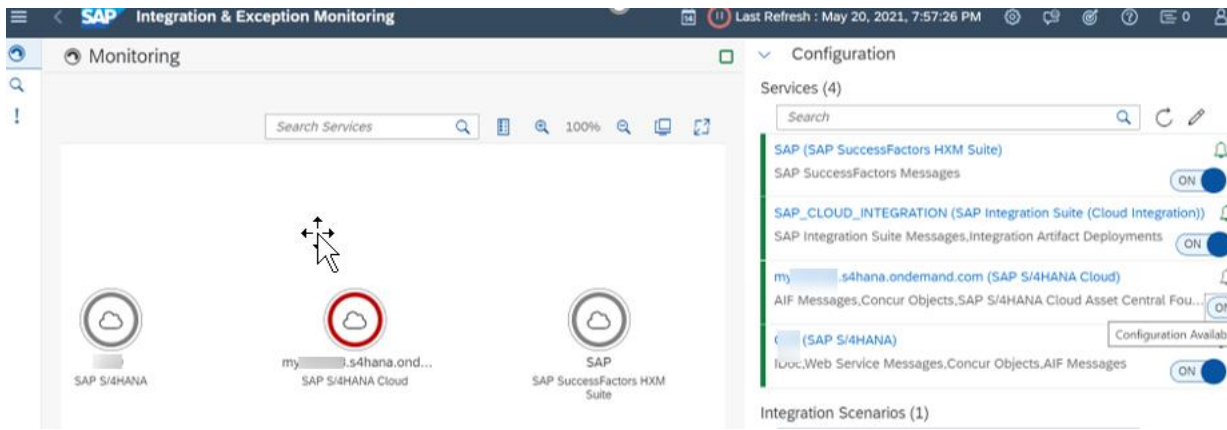 SAP Integration & Exception Monitoring
14 Last Refresh : May 20, 2021, 7:57:26 PM 0
Monitoring
Search Services 100%
my .s4hana.ond...
SAP S/4HANA
SAP S/4HANA Cloud
SAP
SAP SuccessFactors HXM
Suite
Configuration
Services (4)
Search
SAP (SAP SuccessFactors HXM Suite)
SAP SuccessFactors Messages
ON
SAP_CLOUD_INTEGRATION (SAP Integration Suite (Cloud Integration))
SAP Integration Suite Messages,Integration Artifact Deployments
ON
my .s4hana.ondemand.com (SAP S/4HANA Cloud)
AIF Messages,Concur Objects,SAP S/4HANA Cloud Asset Central Fou...
Configuration Availab
(SAP S/4HANA)
IDoc,Web Service Messages,Concur Objects,AIF Messages
ON
Integration Scenarios (1)